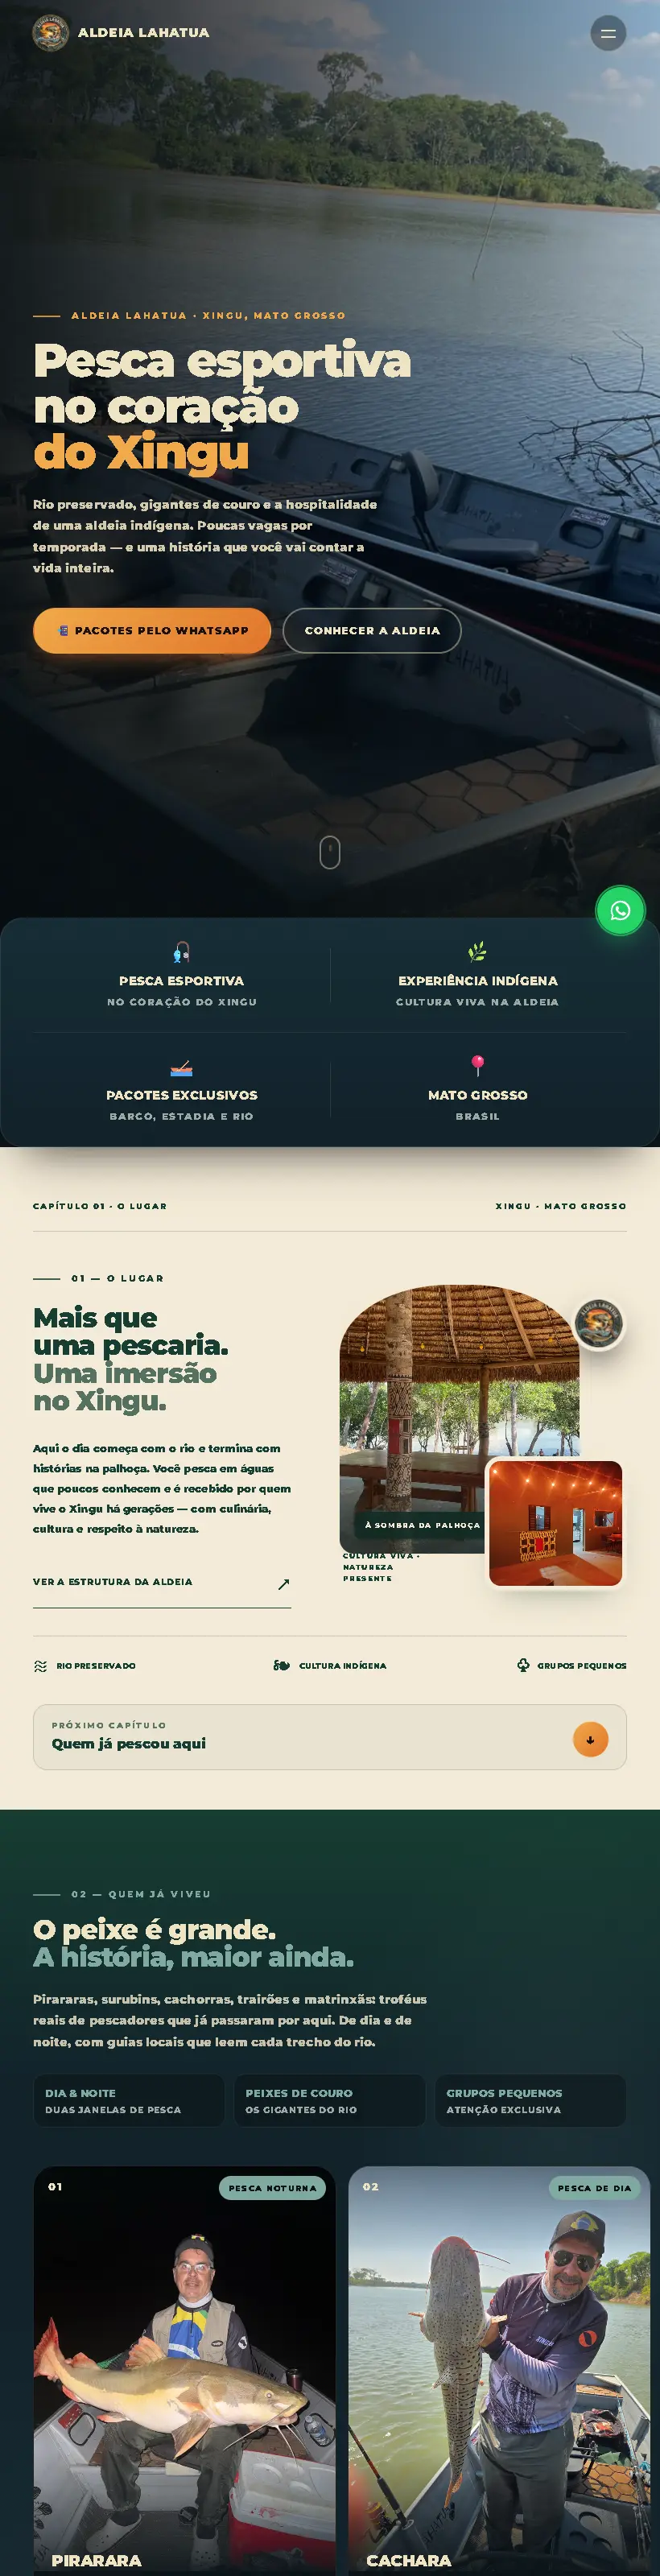 ALDEIA LAHATUA
ALDEIA LAHATUA · XINGU, MATO GROSSO
Pesca esportiva
no coração
do Xingu
Rio preservado, gigantes de couro e a hospitalidade
de uma aldeia indígena. Poucas vagas por
temporada — e uma história que você vai contar a
vida inteira.
PACOTES PELO WHATSAPP
CONHECER A ALDEIA
PESCA ESPORTIVA
NO CORAÇÃO DO XINGU
EXPERIÊNCIA INDÍGENA
CULTURA VIVA NA ALDEIA
PACOTES EXCLUSIVOS
BARCO, ESTADIA E RIO
MATO GROSSO
BRASIL
CAPÍTULO 01 · O LUGAR
XINGU · MATO GROSSO
01 — O LUGAR
Mais que
uma pescaria.
Uma imersão
no Xingu.
Aqui o dia começa com o rio e termina com
histórias na palhoça. Você pesca em águas
que poucos conhecem e é recebido por quem
vive o Xingu há gerações — com culinária,
cultura e respeito à natureza.
VER A ESTRUTURA DA ALDEIA
ALDEIA LAHATUA
À SOMBRA DA PALHOÇA
CULTURA VIVA ·
NATUREZA
PRESENTE
RIO PRESERVADO
CULTURA INDÍGENA
GRUPOS PEQUENOS
PRÓXIMO CAPÍTULO
Quem já pescou aqui
02 — QUEM JÁ VIVEU
O peixe é grande.
A história, maior ainda.
Pirararas, surubins, cachorras, trairões e matrinxãs: troféus
reais de pescadores que já passaram por aqui. De dia e de
noite, com guias locais que leem cada trecho do rio.
DIA & NOITE
DUAS JANELAS DE PESCA
PEIXES DE COURO
OS GIGANTES DO RIO
GRUPOS PEQUENOS
ATENÇÃO EXCLUSIVA
01
PESCA NOTURNA
PIRARARA
02
PESCA DE DIA
CACHARA